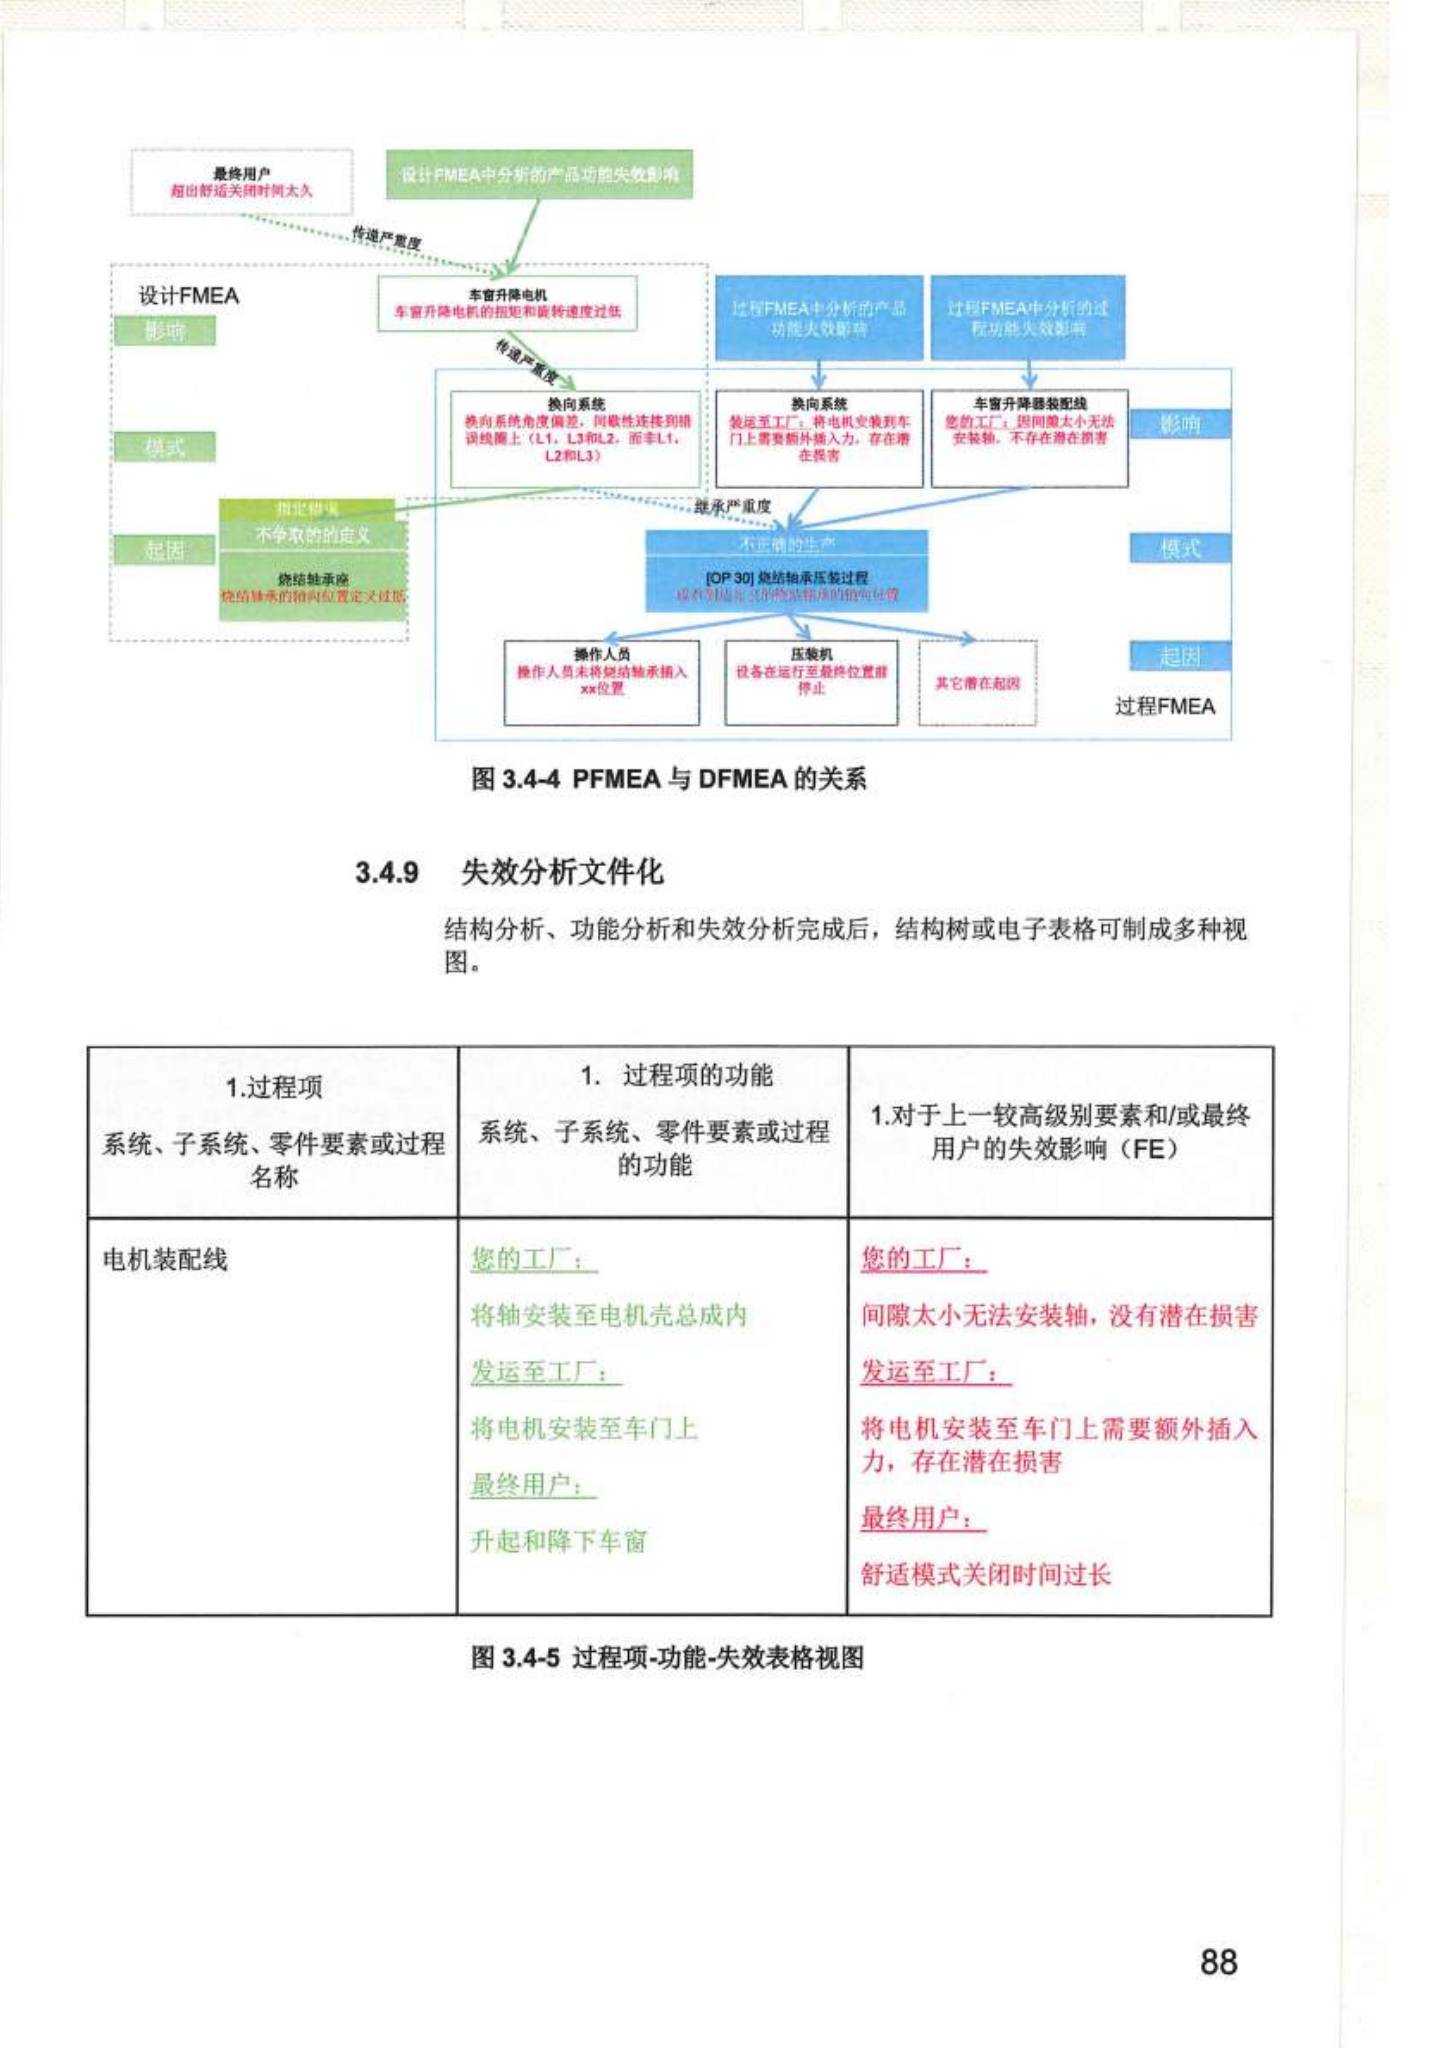 最终用户
超出舒适关闭时间太久
设计FMEA中分析的产品功能失效影响
传递严重度
设计FMEA
影响
模式
起因
车窗升降电机
车窗升降电机的扭矩和旋转速度过低
传递严重度
过程FMEA中分析的产品
功能失效影响
过程FMEA中分析的过
程功能失效影响
换向系统
换向系统角度偏差，间歇性连接到错
误线圈上（L1，L3和L2，而非L1，
L2和L3）
换向系统
装运至工厂：将电机安装到车
门上需要额外插入力，存在潜
在损害
车窗升降器装配线
您的工厂：因间隙太小无法
安装轴，不存在潜在损害
影响
继承严重度
不争取的的定义
烧结轴承座
烧结轴承的轴向位置定义过低
不正确的生产
[OP 30] 烧结轴承压装过程
模式
操作人员
操作人员未将烧结轴承插入
xx位置
压装机
设备在运行至最终位置前
停止
其它潜在起因
起因
过程FMEA
图 3.4-4 PFMEA 与 DFMEA 的关系
3.4.9 失效分析文件化
结构分析、功能分析和失效分析完成后，结构树或电子表格可制成多种视
图。
1.过程项
系统、子系统、零件要素或过程
名称
1. 过程项的功能
系统、子系统、零件要素或过程
的功能
1.对于上一较高级别要素和/或最终
用户的失效影响（FE）
电机装配线
您的工厂：
将轴安装至电机壳总成内
发运至工厂：
将电机安装至车门上
最终用户：
升起和降下车窗
您的工厂：
间隙太小无法安装轴，没有潜在损害
发运至工厂：
将电机安装至车门上需要额外插入
力，存在潜在损害
最终用户：
舒适模式关闭时间过长
图 3.4-5 过程项-功能-失效表格视图
88